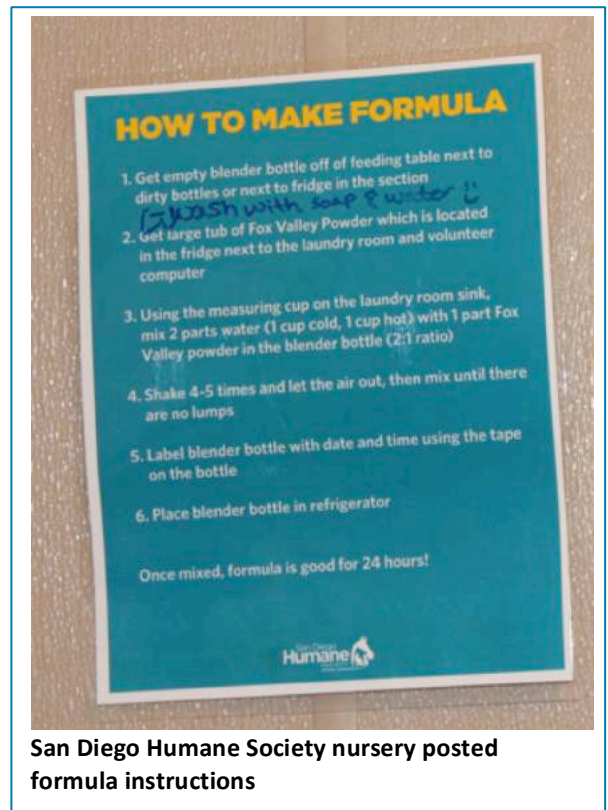 HOW TO MAKE FORMULA
1. Get empty blender bottle off of feeding table next to
dirty bottles or next to fridge in the section
wash with soap & water
2. Get large tub of Fox Valley Powder which is located
in the fridge next to the laundry room and volunteer
computer
3. Using the measuring cup on the laundry room sink,
mix 2 parts water (1 cup cold, 1 cup hot) with 1 part Fox
Valley powder in the blender bottle (2:1 ratio)
4. Shake 4-5 times and let the air out, then mix until there
are no lumps
5. Label blender bottle with date and time using the tape
on the bottle
6. Place blender bottle in refrigerator
Once mixed, formula is good for 24 hours!
San Diego
Humane
San Diego Humane Society nursery posted
formula instructions